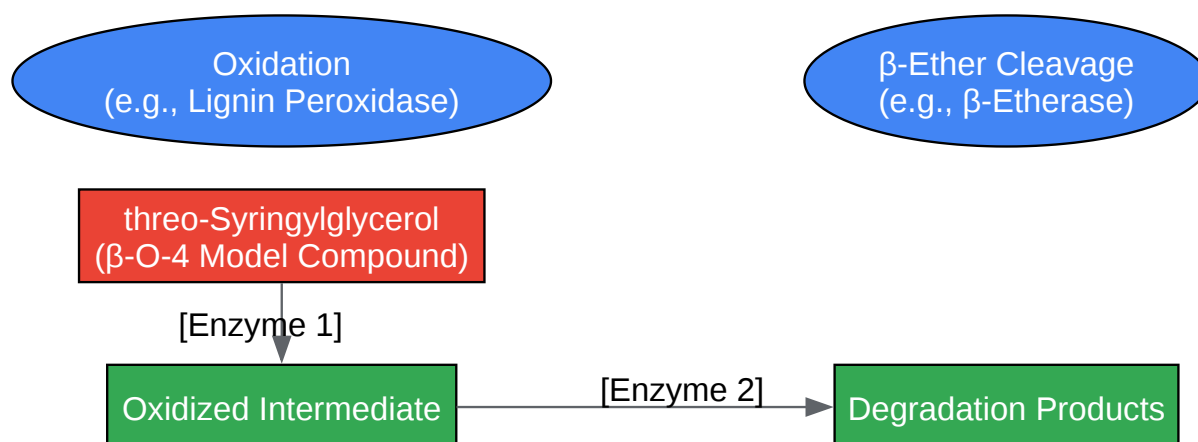 Oxidation
(e.g., Lignin Peroxidase)
β-Ether Cleavage
(e.g., β-Etherase)
threo-Syringylglycerol
(β-O-4 Model Compound)
[Enzyme 1]
Oxidized Intermediate
[Enzyme 2]
Degradation Products